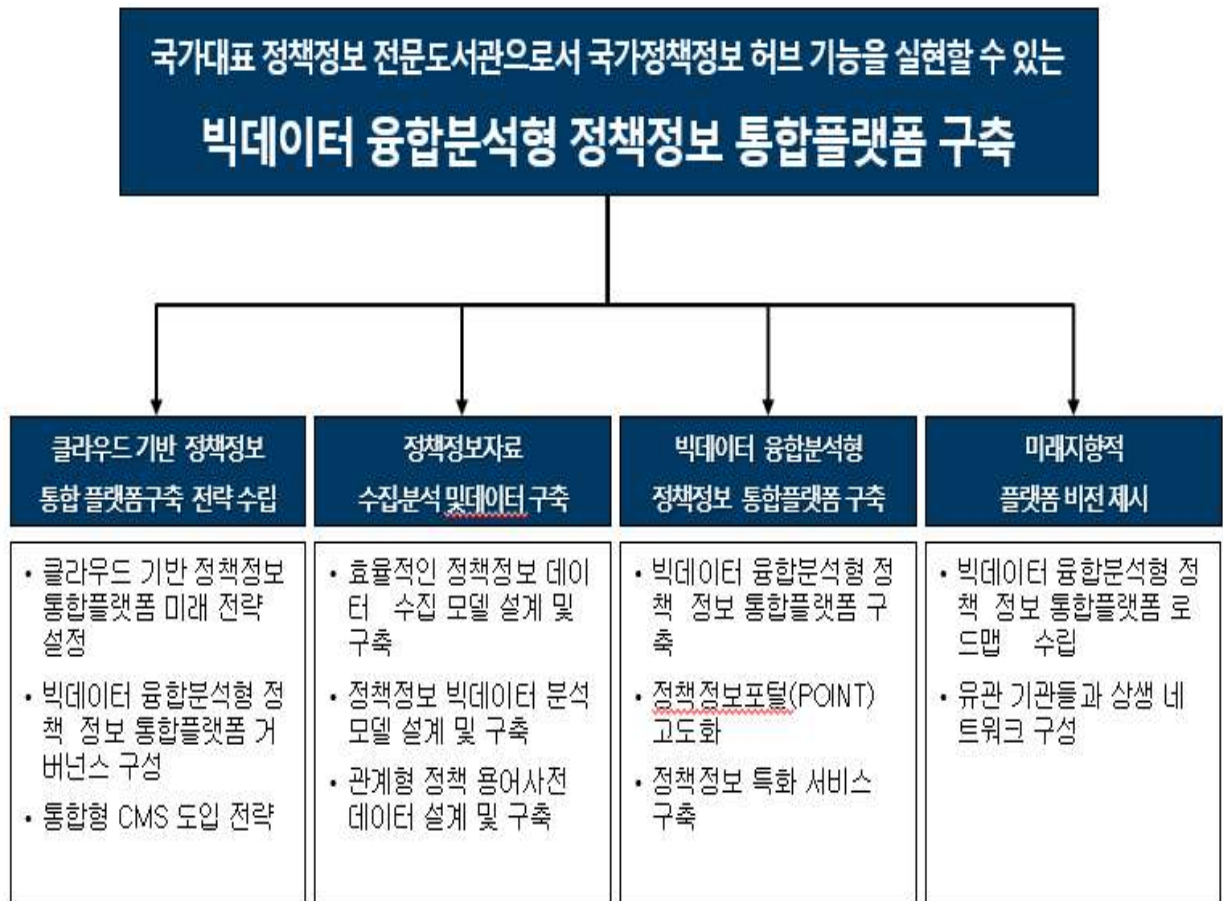 국가대표 정책정보 전문도서관으로서 국가정책정보 허브 기능을 실현할 수 있는
빅데이터 융합분석형 정책정보 통합플랫폼 구축
클라우드 기반 정책정보
통합 플랫폼구축 전략 수립
• 클라우드 기반 정책정보
통합플랫폼 미래 전략
설정
• 빅데이터 융합분석형 정
책 정보 통합플랫폼 거
버넌스 구성
• 통합형 CMS 도입 전략
정책정보자료
수집분석 및데이터 구축
• 효율적인 정책정보 데이
터 수집 모델 설계 및
구축
• 정책정보 빅데이터 분석
모델 설계 및 구축
• 관계형 정책 용어사전
데이터 설계 및 구축
빅데이터 융합분석형
정책정보 통합플랫폼 구축
• 빅데이터 융합분석형 정
책 정보 통합플랫폼 구
축
• 정책정보포털(POINT)
고도화
• 정책정보 특화 서비스
구축
미래지향적
플랫폼 비전 제시
• 빅데이터 융합분석형 정
책 정보 통합플랫폼 로
드맵 수립
• 유관 기관들과 상생 네
트워크 구성